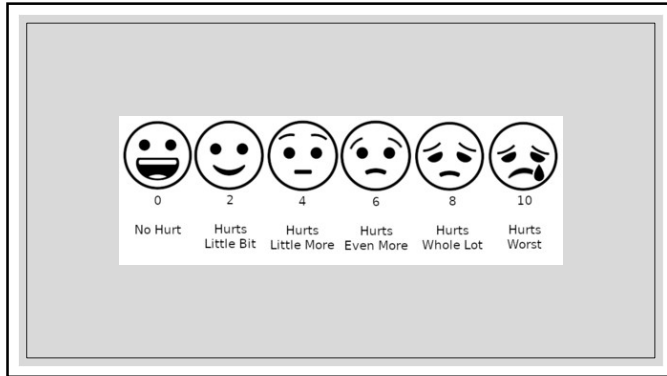 0 2 4 6 8 10
No Hurt
Hurts
Little Bit
Hurts
Little More
Hurts
Even More
Hurts
Whole Lot
Hurts
Worst